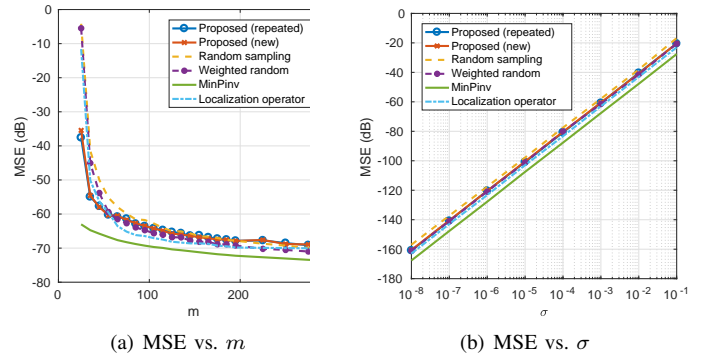 MSE (dB)
0
-10
-20
-30
-40
-50
-60
-70
-80
0
100
200
m
Proposed (repeated)
Proposed (new)
Random sampling
Weighted random
MinPinv
Localization operator
(a) MSE vs. m
MSE (dB)
-20
-40
-60
-80
-100
-120
-140
-160
-180
10⁻⁸
10⁻⁷
10⁻⁶
10⁻⁵
10⁻⁴
10⁻³
10⁻²
10⁻¹
σ
Proposed (repeated)
Proposed (new)
Random sampling
Weighted random
MinPinv
Localization operator
(b) MSE vs. σ